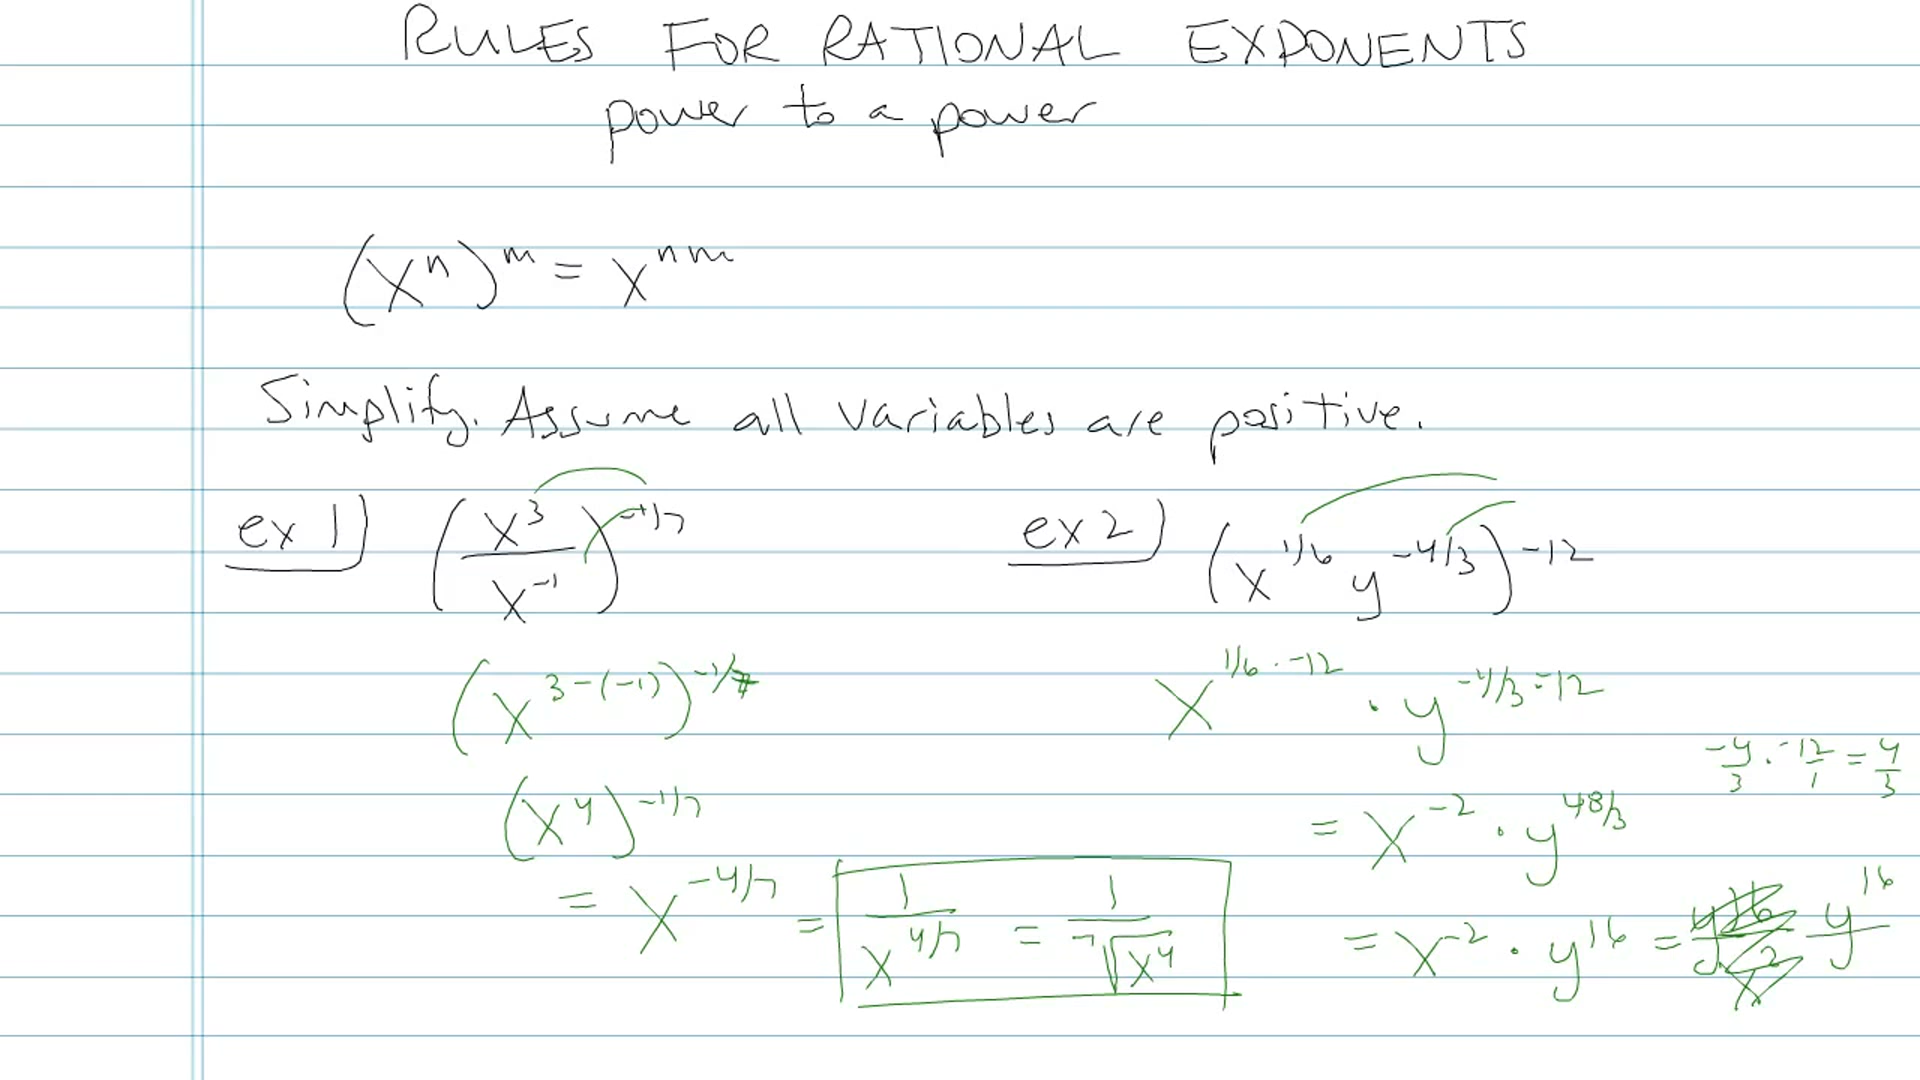 RULES FOR RATIONAL EXPONENTS
power to a power
(x^n)^m = x^nm
Simplify. Assume all variables are positive.
ex 1) (x^3 / x^-1)^-1/7
(x^3-(-1))^-1/7
(x^4)^-1/7
= x^-4/7 = 1/x^4/7 = 1/⁷√x^4
ex 2) (x^1/6 y^-4/3)^-12
x^1/6 · -12 · y^-4/3 · -12
-4/3 · -12/1 = 4/3
= x^-2 · y^48/3
= x^-2 · y^16 = y^16